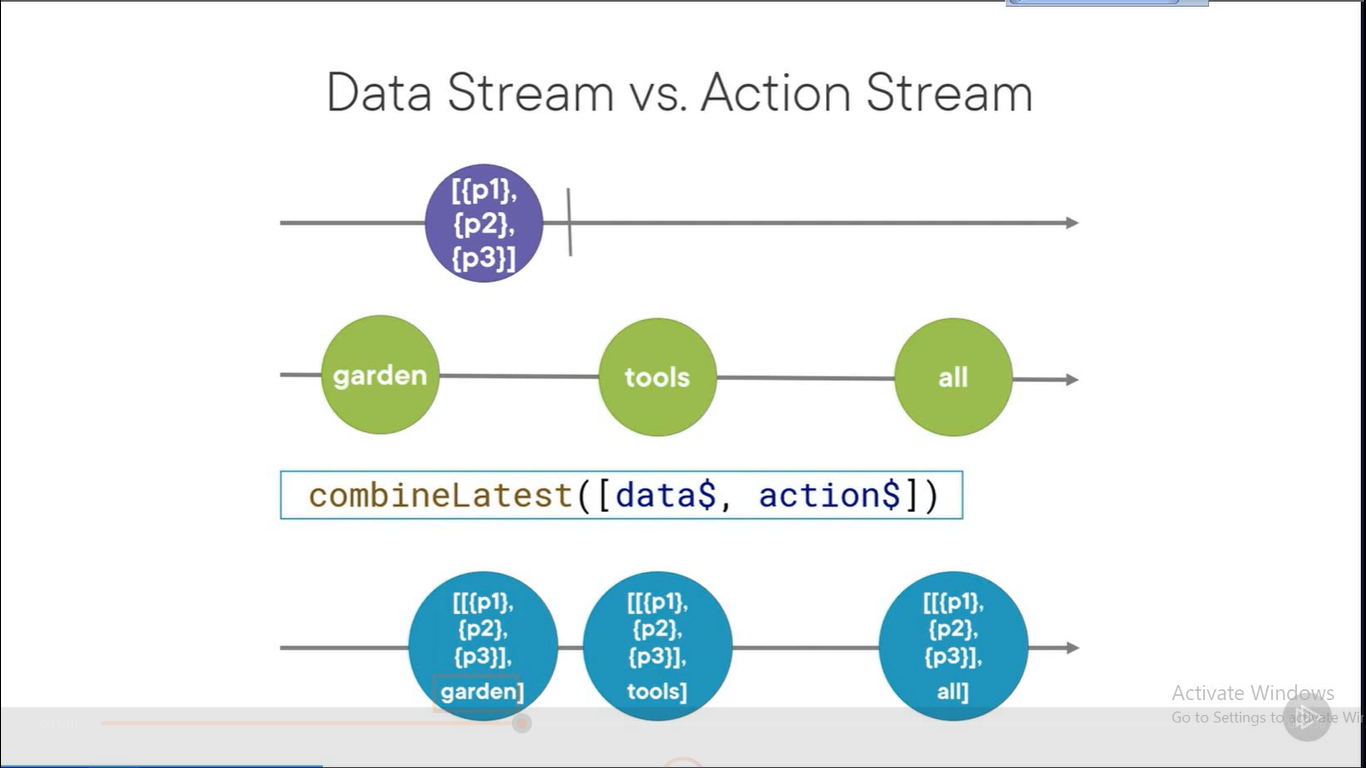 Data Stream vs. Action Stream
[{p1},
{p2},
{p3}]
garden
tools
all
combineLatest([data$, action$])
[[{p1},
{p2},
{p3}],
garden]
[[{p1},
{p2},
{p3}],
tools]
[[{p1},
{p2},
{p3}],
all]
Activate Windows
Go to Settings to activate